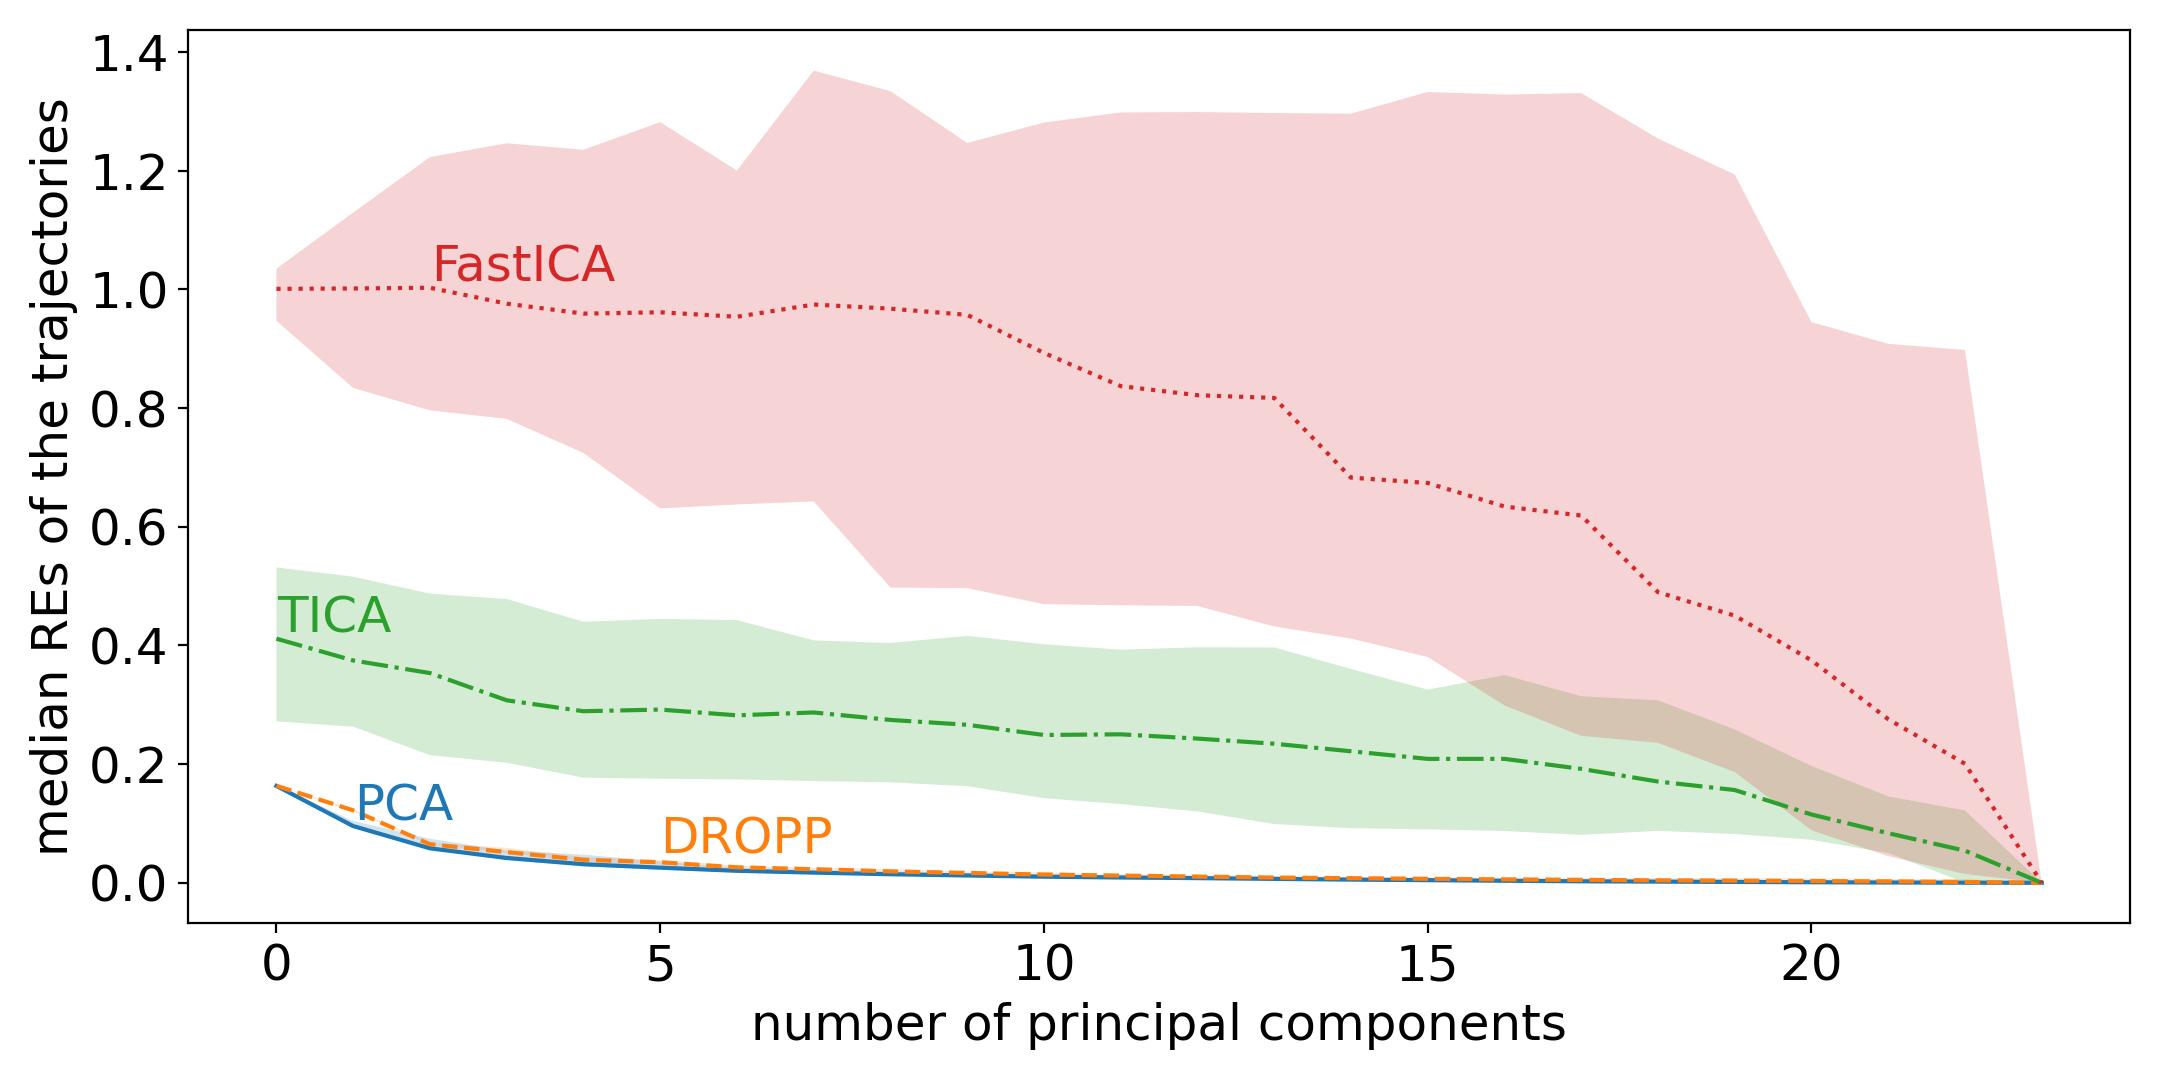 1.4
1.2
1.0
0.8
0.6
0.4
0.2
0.0
median REs of the trajectories
FastICA
TICA
PCA
DROPP
0 5 10 15 20
number of principal components